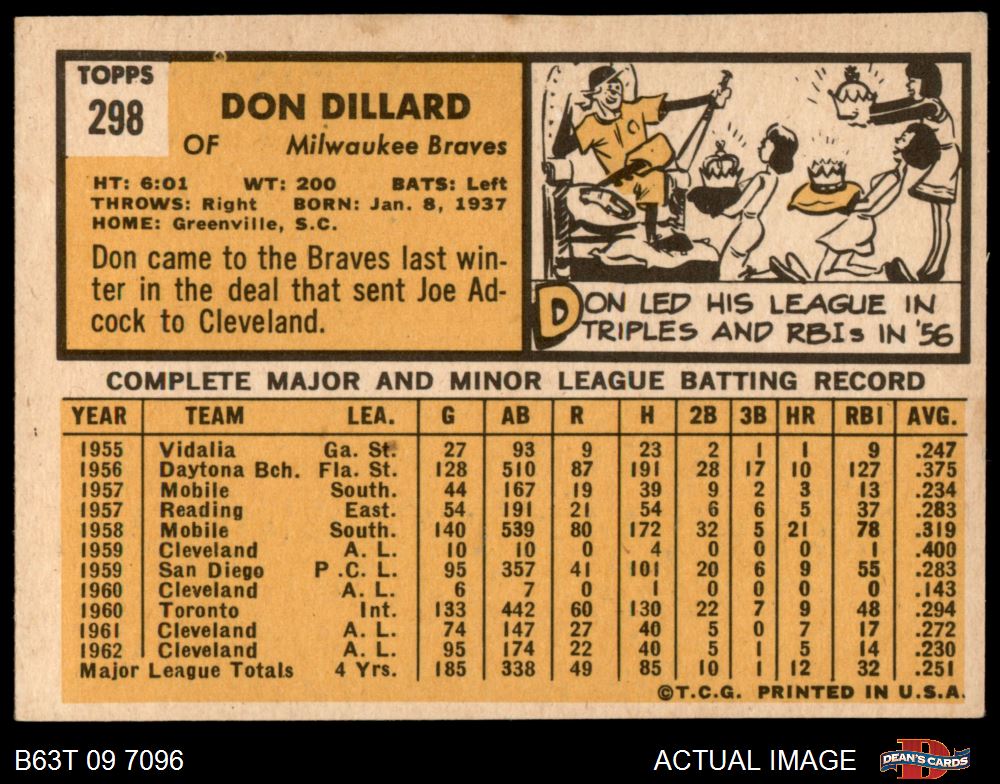 TOPPS
298
DON DILLARD
OF Milwaukee Braves
HT: 6:01 WT: 200 BATS: Left
THROWS: Right BORN: Jan. 8, 1937
HOME: Greenville, S.C.
Don came to the Braves last win-
ter in the deal that sent Joe Ad-
cock to Cleveland.
DON LED HIS LEAGUE IN
TRIPLES AND RBIs IN '56
COMPLETE MAJOR AND MINOR LEAGUE BATTING RECORD
YEAR TEAM LEA. G AB R H 2B 3B HR RBI AVG.
1955 Vidalia Ga. St. 27 93 9 23 2 1 1 9 .247
1956 Daytona Bch. Fla. St. 128 510 87 191 28 17 10 127 .375
1957 Mobile South. 44 167 19 39 9 2 3 13 .234
1957 Reading East. 54 191 21 54 6 6 5 37 .283
1958 Mobile South. 140 539 80 172 32 5 21 78 .319
1959 Cleveland A. L. 10 10 0 4 0 0 0 1 .400
1959 San Diego P.C.L. 95 357 41 101 20 6 9 55 .283
1960 Cleveland A. L. 6 7 0 1 0 0 0 0 .143
1960 Toronto Int. 133 442 60 130 22 7 9 48 .294
1961 Cleveland A. L. 74 147 27 40 5 0 7 17 .272
1962 Cleveland A. L. 95 174 22 40 5 1 5 14 .230
Major League Totals 4 Yrs. 185 338 49 85 10 1 12 32 .251
©T.C.G. PRINTED IN U.S.A.
B63T 09 7096
ACTUAL IMAGE
DEAN'S CARDS